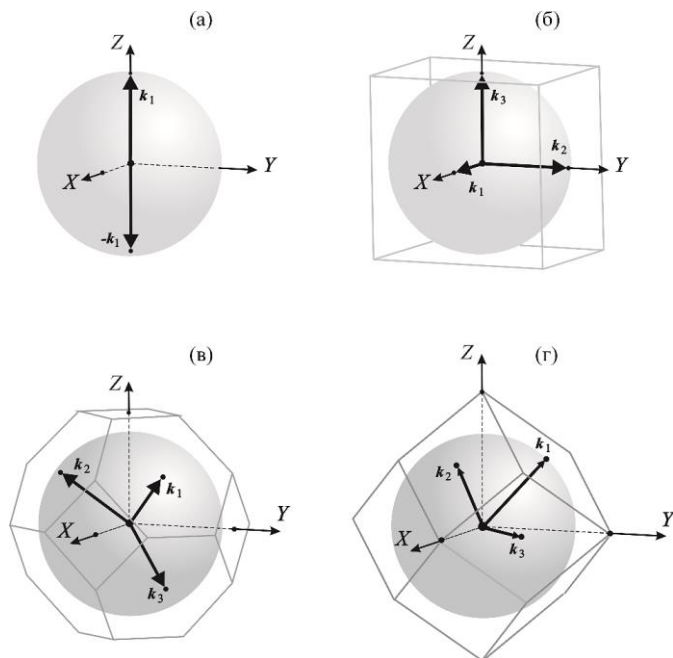 (а)
Z
k₁
Y
X
-k₁
(б)
Z
k₃
k₂
Y
X
k₁
(в)
Z
k₂
k₁
Y
X
k₃
(г)
Z
k₁
k₂
Y
X
k₃